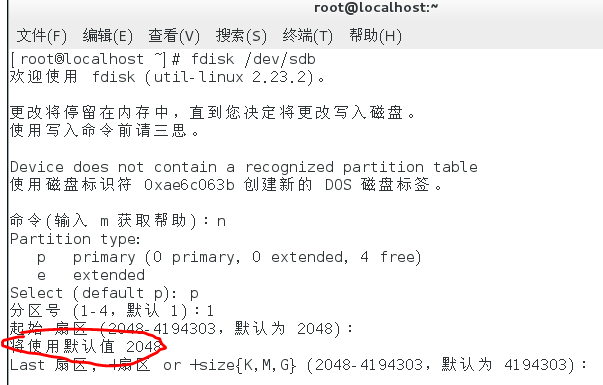 root@localhost:~
文件(F) 编辑(E) 查看(V) 搜索(S) 终端(T) 帮助(H)
[root@localhost ~]# fdisk /dev/sdb
欢迎使用 fdisk (util-linux 2.23.2)。
更改将停留在内存中，直到您决定将更改写入磁盘。
使用写入命令前请三思。
Device does not contain a recognized partition table
使用磁盘标识符 0xae6c063b 创建新的 DOS 磁盘标签。
命令(输入 m 获取帮助)：n
Partition type:
p primary (0 primary, 0 extended, 4 free)
e extended
Select (default p): p
分区号 (1-4，默认 1)：1
起始 扇区 (2048-4194303，默认为 2048)：
将使用默认值 2048
Last 扇区, +扇区 or +size{K,M,G} (2048-4194303，默认为 4194303)：